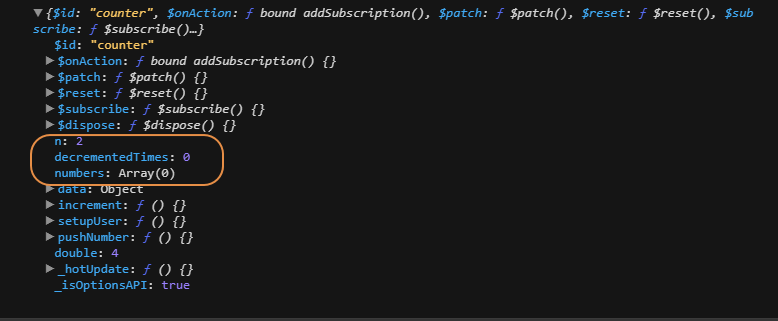 ▼{$id: "counter", $onAction: ƒ bound addSubscription(), $patch: ƒ $patch(), $reset: ƒ $reset(), $sub
scribe: ƒ $subscribe()…}
$id: "counter"
▶$onAction: ƒ bound addSubscription() {}
▶$patch: ƒ $patch() {}
▶$reset: ƒ $reset() {}
▶$subscribe: ƒ $subscribe() {}
▶$dispose: ƒ $dispose() {}
n: 2
decrementedTimes: 0
numbers: Array(0)
▶data: Object
▶increment: ƒ () {}
▶setupUser: ƒ () {}
▶pushNumber: ƒ () {}
double: 4
▶_hotUpdate: ƒ () {}
_isOptionsAPI: true